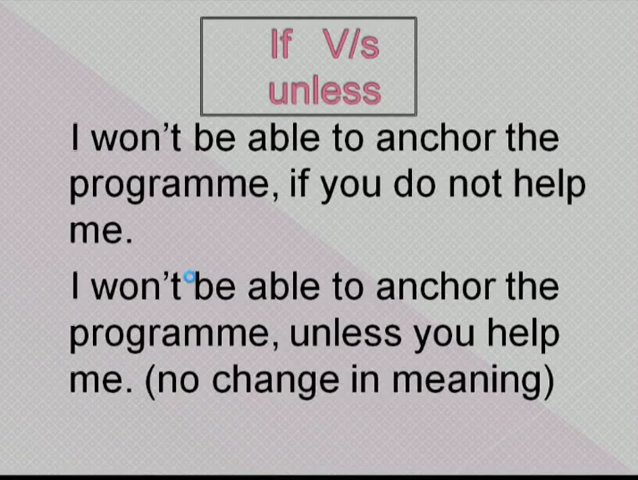 If V/s
unless
I won't be able to anchor the
programme, if you do not help
me.
I won't be able to anchor the
programme, unless you help
me. (no change in meaning)